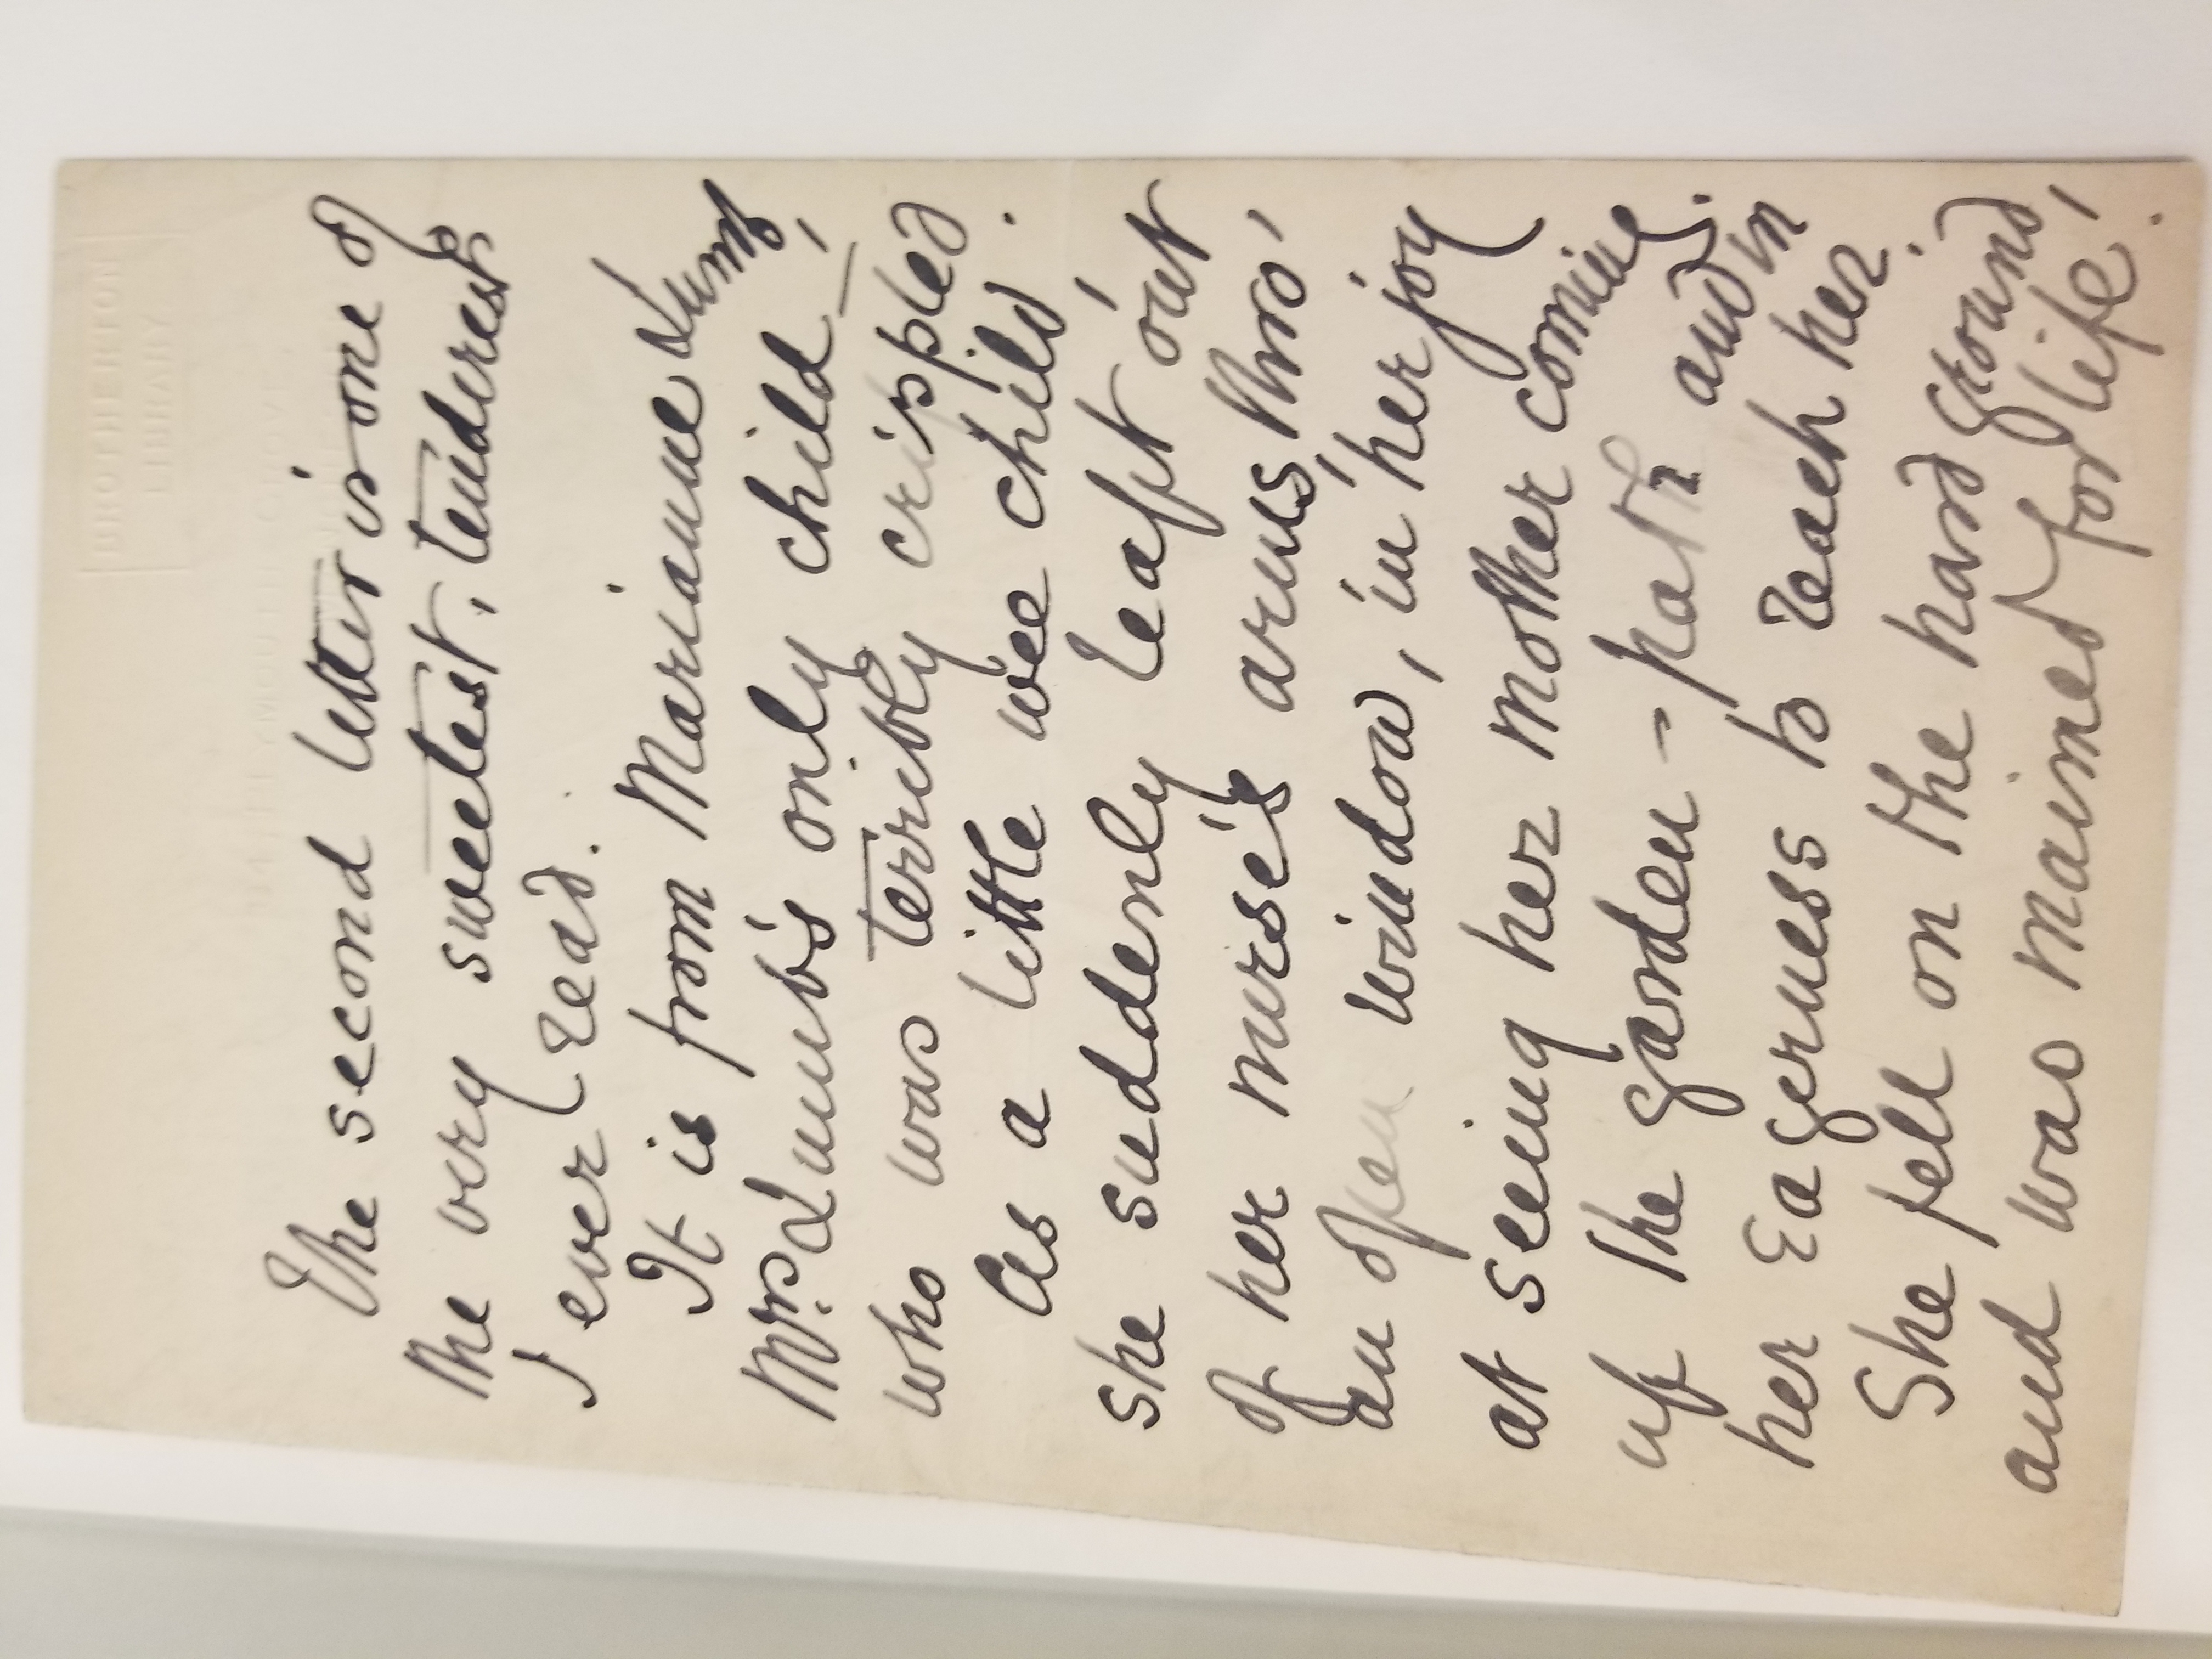 BROTHERTON
LIBRARY
84, PLYMOUTH GROVE,
MANCHESTER.
The second letter is one of
the very sweetest, tenderest
I ever read.
It is from Marianne Lumb,
Mrs. Lumb's only child –
who was terribly crippled.
As a little wee child,
she suddenly leapt out
of her nurse's arms, thro'
an open window, in her joy
at seeing her mother coming
up the garden-path and in
her eagerness to reach her.
She fell on the hard ground,
and was maimed for life!